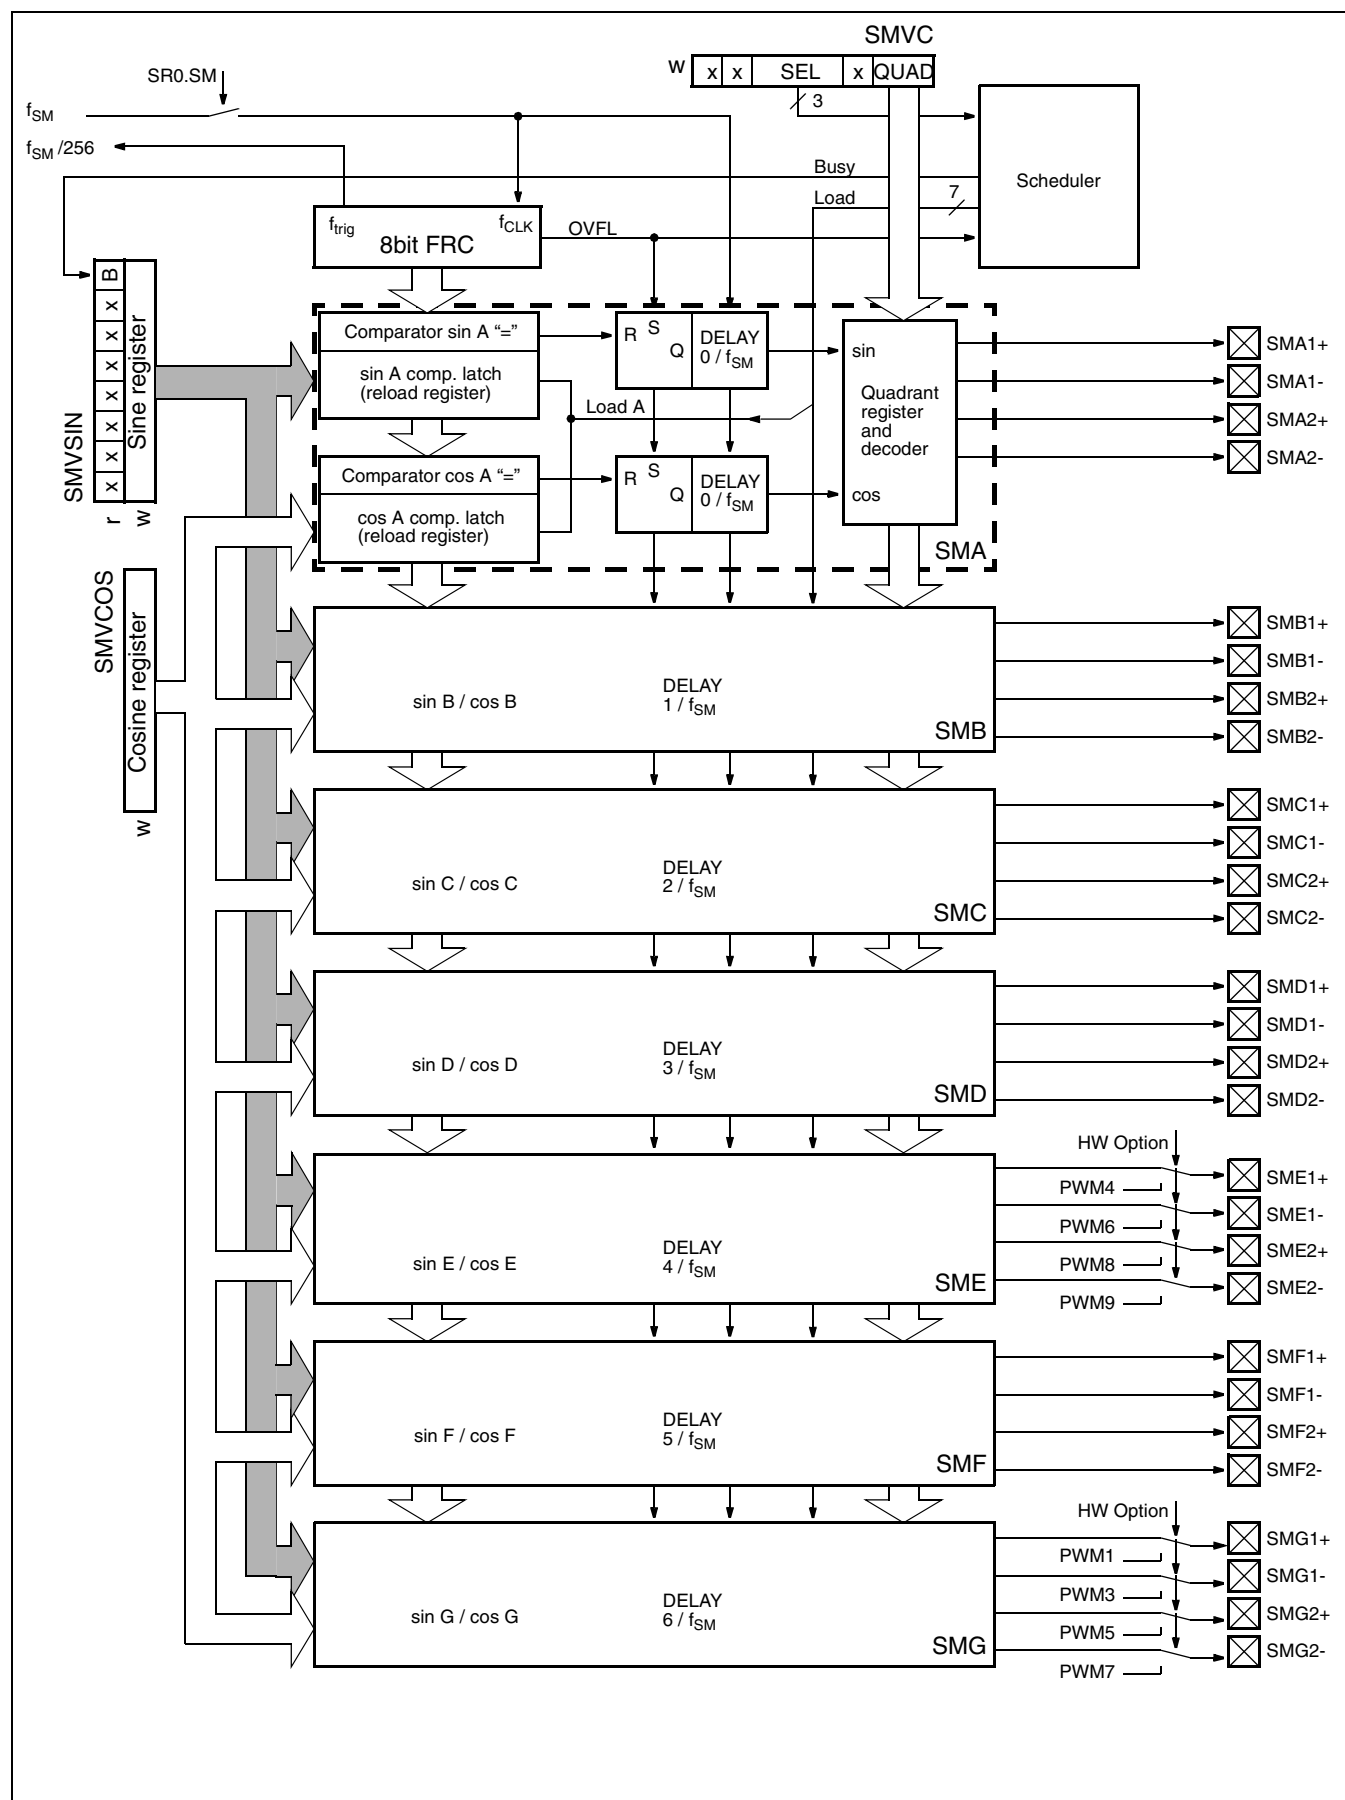 SMVC
w x x SEL x QUAD
SR0.SM
3
fSM
fSM /256
Busy
Load
7
Scheduler
ftrig
fCLK
8bit FRC
OVFL
B
x
x
x
x
x
x
x
Sine register
SMVSIN
r
w
Comparator sin A “=”
sin A comp. latch
(reload register)
R S
Q
DELAY
0 / fSM
sin
Quadrant
register
and
decoder
cos
Load A
Comparator cos A “=”
cos A comp. latch
(reload register)
R S
Q
DELAY
0 / fSM
SMA
SMA1+
SMA1-
SMA2+
SMA2-
SMVCOS
Cosine register
w
sin B / cos B
DELAY
1 / fSM
SMB
SMB1+
SMB1-
SMB2+
SMB2-
sin C / cos C
DELAY
2 / fSM
SMC
SMC1+
SMC1-
SMC2+
SMC2-
sin D / cos D
DELAY
3 / fSM
SMD
SMD1+
SMD1-
SMD2+
SMD2-
sin E / cos E
DELAY
4 / fSM
SME
HW Option
PWM4
PWM6
PWM8
PWM9
SME1+
SME1-
SME2+
SME2-
sin F / cos F
DELAY
5 / fSM
SMF
SMF1+
SMF1-
SMF2+
SMF2-
sin G / cos G
DELAY
6 / fSM
SMG
HW Option
PWM1
PWM3
PWM5
PWM7
SMG1+
SMG1-
SMG2+
SMG2-